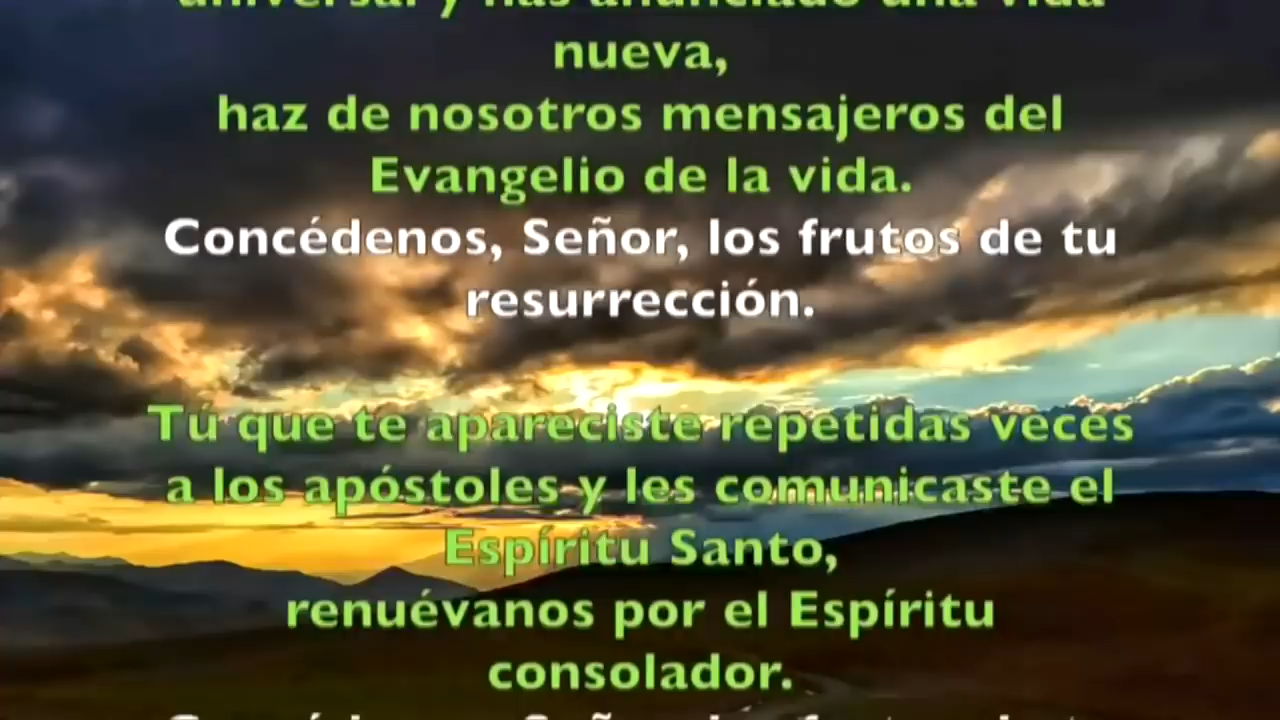 universal y has anunciado una vida
nueva,
haz de nosotros mensajeros del
Evangelio de la vida.
Concédenos, Señor, los frutos de tu
resurrección.
Tú que te apareciste repetidas veces
a los apóstoles y les comunicaste el
Espíritu Santo,
renuévanos por el Espíritu
consolador.